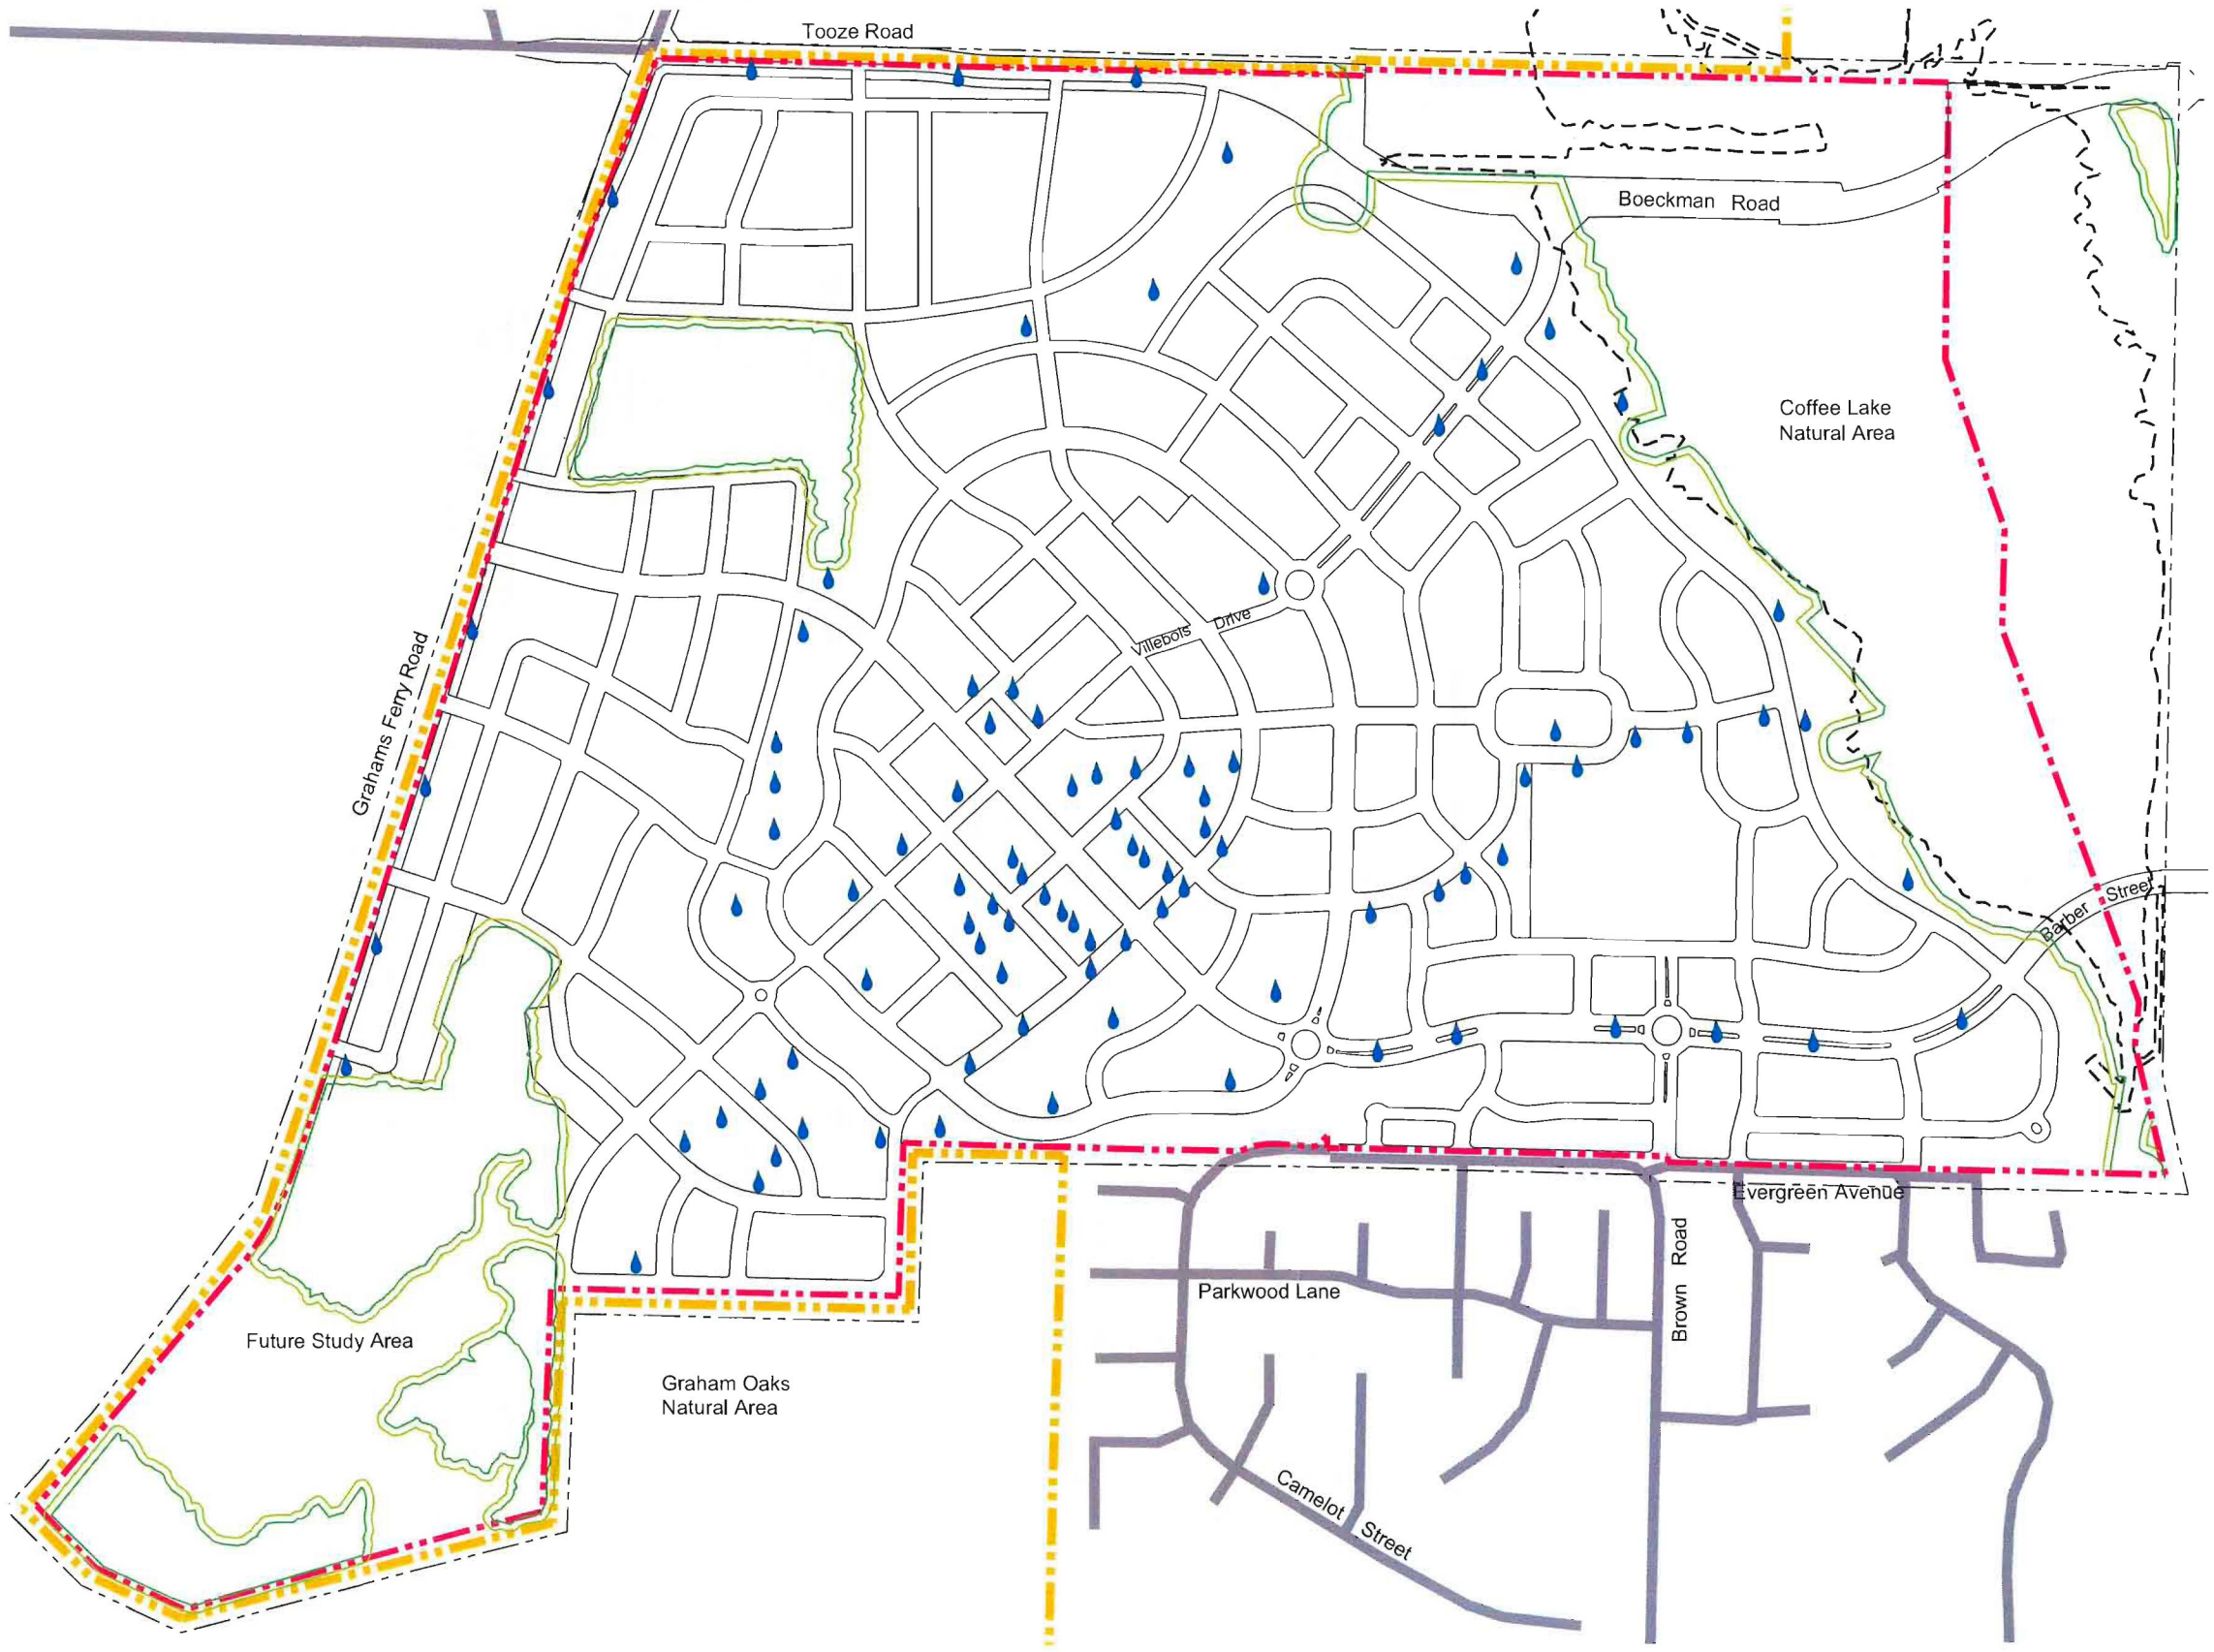 Tooze Road
Boeckman Road
Coffee Lake
Natural Area
Villebois Drive
Grahams Ferry Road
Barber Street
Evergreen Avenue
Brown Road
Parkwood Lane
Future Study Area
Graham Oaks
Natural Area
Camelot Street